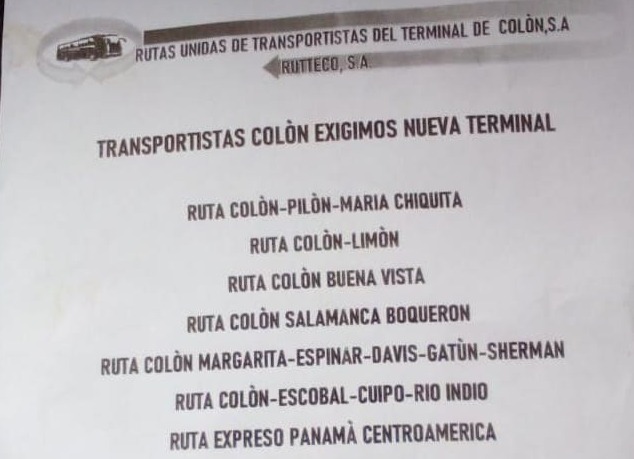 RUTAS UNIDAS DE TRANSPORTISTAS DEL TERMINAL DE COLÒN,S.A
RUTTECO, S.A.
TRANSPORTISTAS COLÒN EXIGIMOS NUEVA TERMINAL
RUTA COLÒN-PILÒN-MARIA CHIQUITA
RUTA COLÒN-LIMÒN
RUTA COLÒN BUENA VISTA
RUTA COLÒN SALAMANCA BOQUERON
RUTA COLÒN MARGARITA-ESPINAR-DAVIS-GATÙN-SHERMAN
RUTA COLÒN-ESCOBAL-CUIPO-RIO INDIO
RUTA EXPRESO PANAMÀ CENTROAMERICA